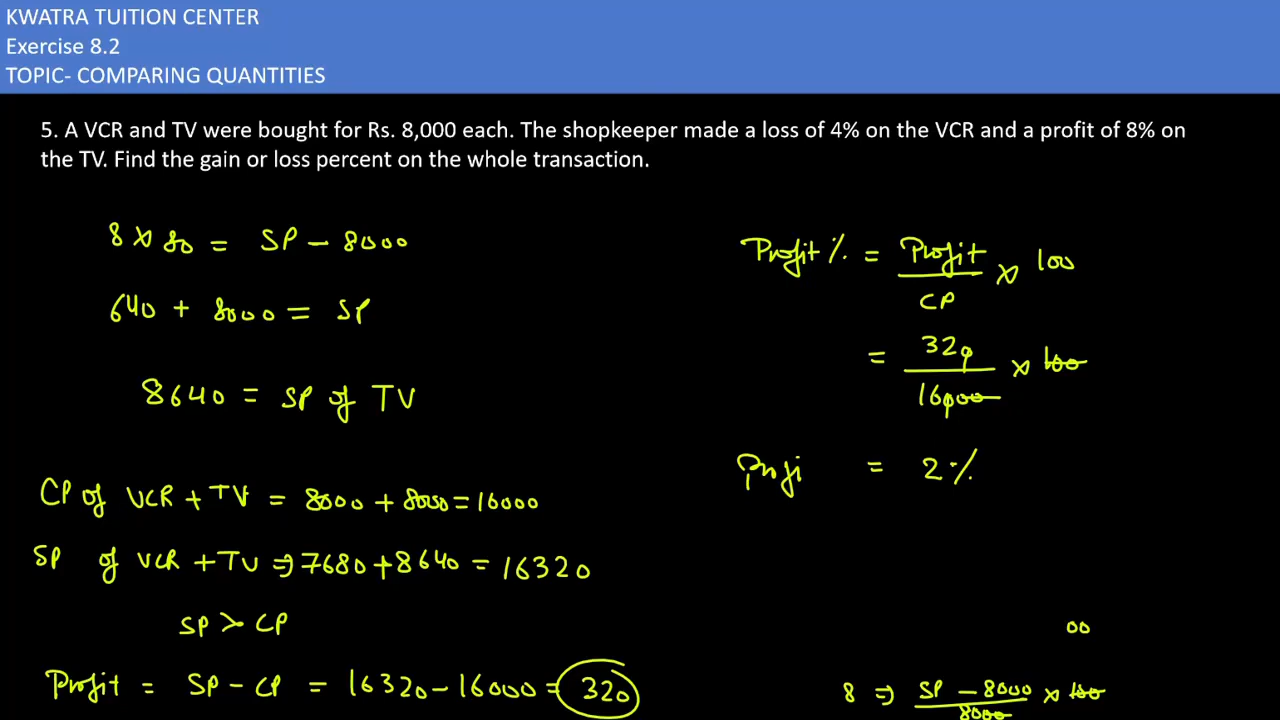 KWATRA TUITION CENTER
Exercise 8.2
TOPIC- COMPARING QUANTITIES
5. A VCR and TV were bought for Rs. 8,000 each. The shopkeeper made a loss of 4% on the VCR and a profit of 8% on
the TV. Find the gain or loss percent on the whole transaction.
8 × 80 = SP - 8000
640 + 8000 = SP
8640 = SP of TV
CP of VCR + TV = 8000 + 8000 = 16000
SP of VCR + TV ⇒ 7680 + 8640 = 16320
SP > CP
Profit = SP - CP = 16320 - 16000 = 320
Profit % = Profit / CP × 100
= 320 / 16000 × 100
Profi = 2 %
00
8 ⇒ SP - 8000 / 8000 × 100